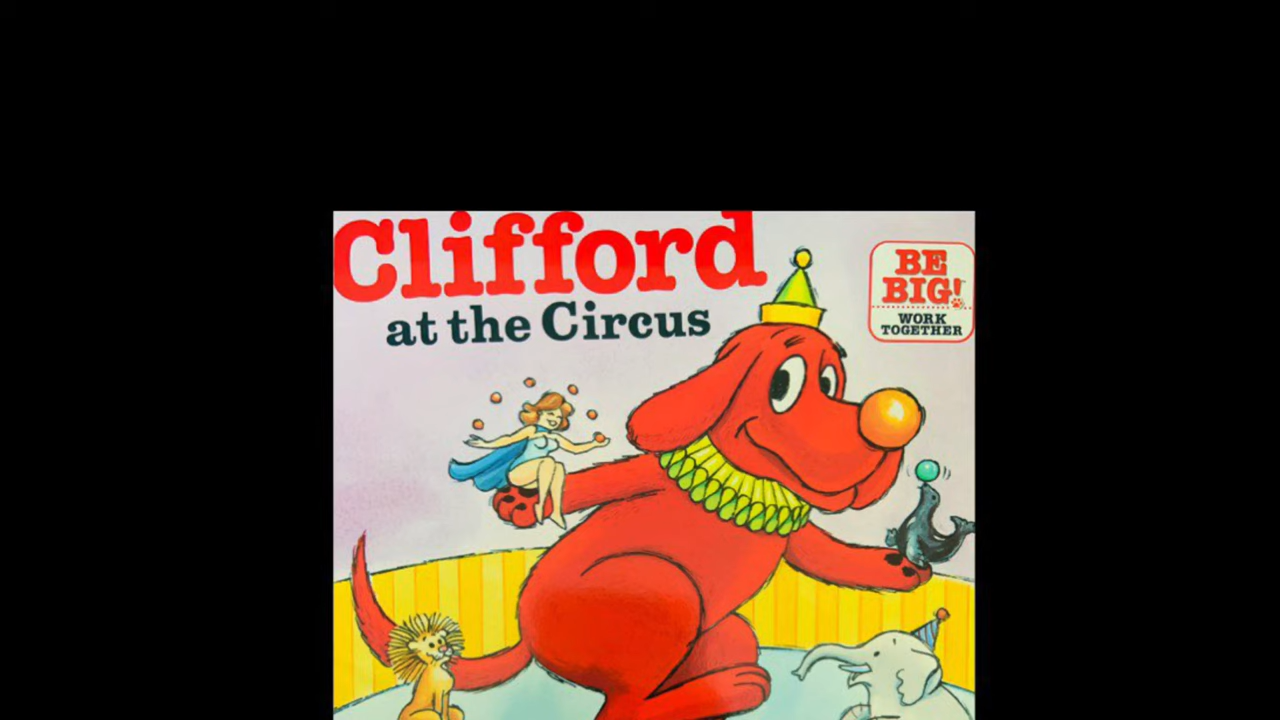 Clifford
at the Circus
BE
BIG!
WORK
TOGETHER